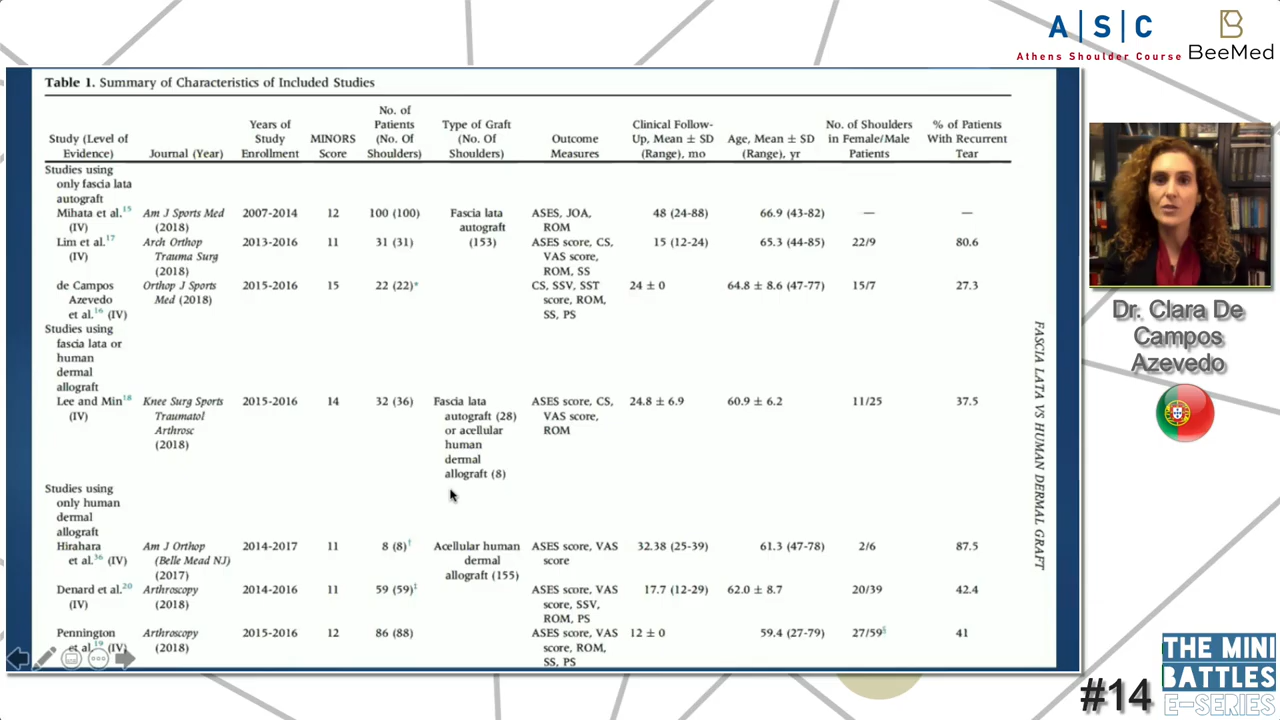 A|S|C
Athens Shoulder Course
BeeMed
Table 1. Summary of Characteristics of Included Studies
Study (Level of Evidence) Journal (Year) Years of Study Enrollment MINORS Score No. of Patients (No. Of Shoulders) Type of Graft (No. Of Shoulders) Outcome Measures Clinical Follow-Up, Mean ± SD (Range), mo Age, Mean ± SD (Range), yr No. of Shoulders in Female/Male Patients % of Patients With Recurrent Tear
Studies using
only fascia lata
autograft
Mihata et al.15 Am J Sports Med 2007-2014 12 100 (100) Fascia lata ASES, JOA, 48 (24-88) 66.9 (43-82) — —
(IV) (2018) autograft ROM
Lim et al.17 Arch Orthop 2013-2016 11 31 (31) (153) ASES score, CS, 15 (12-24) 65.3 (44-85) 22/9 80.6
(IV) Trauma Surg VAS score,
(2018) ROM, SS
de Campos Orthop J Sports 2015-2016 15 22 (22)* CS, SSV, SST 24 ± 0 64.8 ± 8.6 (47-77) 15/7 27.3
Azevedo Med (2018) score, ROM,
et al.16 (IV) SS, PS
Studies using
fascia lata or
human
dermal
allograft
Lee and Min18 Knee Surg Sports 2015-2016 14 32 (36) Fascia lata ASES score, CS, 24.8 ± 6.9 60.9 ± 6.2 11/25 37.5
(IV) Traumatol autograft (28) VAS score,
Arthrosc or acellular ROM
(2018) human
dermal
allograft (8)
Studies using
only human
dermal
allograft
Hirahara Am J Orthop 2014-2017 11 8 (8)† Acellular human ASES score, VAS 32.38 (25-39) 61.3 (47-78) 2/6 87.5
et al.36 (IV) (Belle Mead NJ) dermal score
(2017) allograft (155)
Denard et al.20 Arthroscopy 2014-2016 11 59 (59)‡ ASES score, VAS 17.7 (12-29) 62.0 ± 8.7 20/39 42.4
(IV) (2018) score, SSV,
ROM, PS
Pennington Arthroscopy 2015-2016 12 86 (88) ASES score, VAS 12 ± 0 59.4 (27-79) 27/59§ 41
et al.19 (IV) (2018) score, ROM,
SS, PS
FASCIA LATA VS HUMAN DERMAL GRAFT
Dr. Clara De
Campos
Azevedo
#14
THE MINI
BATTLES
E-SERIES